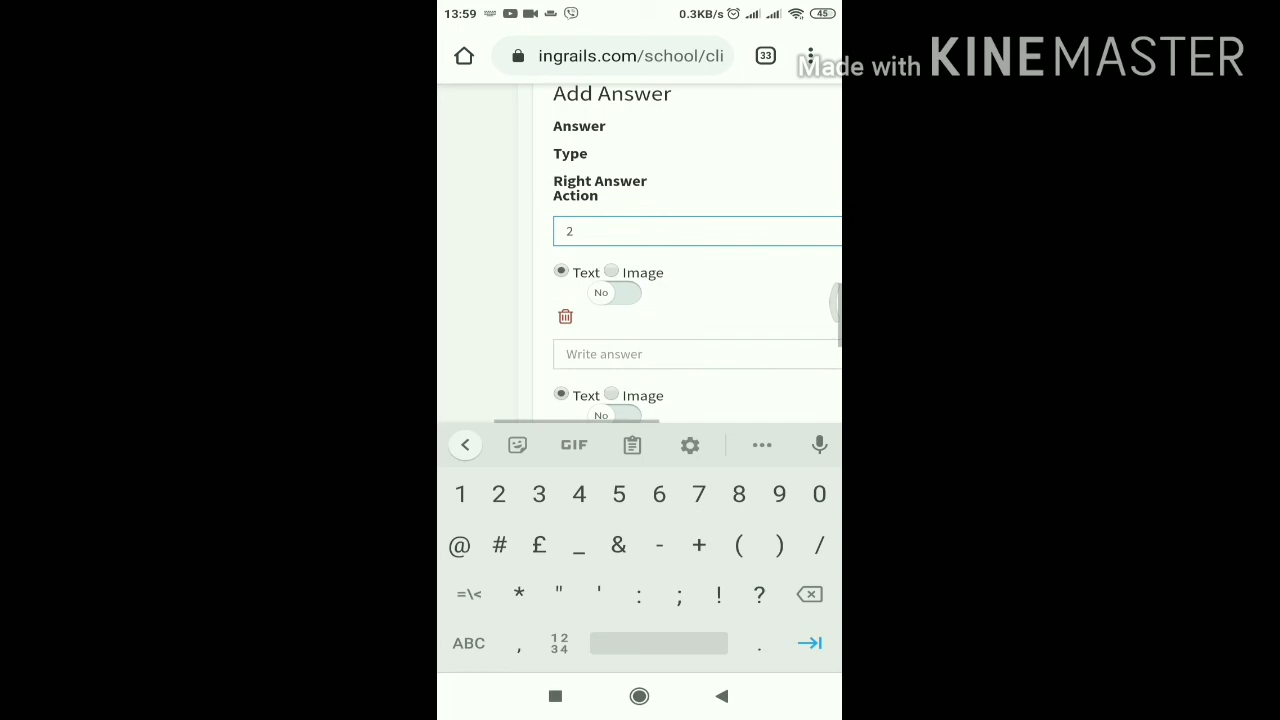 13:59 0.3KB/s 45
ingrails.com/school/cli 33
Made with KINEMASTER
Add Answer
Answer
Type
Right Answer
Action
2
Text Image
No
Write answer
Text Image
No
GIF
1 2 3 4 5 6 7 8 9 0
@ # £ _ & - + ( ) /
=\< * " ' : ; ! ?
ABC , 12 34 .